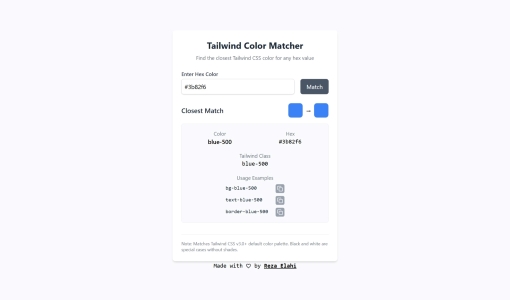 Tailwind Color Matcher
Find the closest Tailwind CSS color for any hex value
Enter Hex Color
#3b82f6
Match
Closest Match
→
Color
Hex
blue-500
#3b82f6
Tailwind Class
blue-500
Usage Examples
bg-blue-500
text-blue-500
border-blue-500
Note: Matches Tailwind CSS v3.0+ default color palette. Black and white are
special cases without shades.
Made with ♡ by Reza Elahi